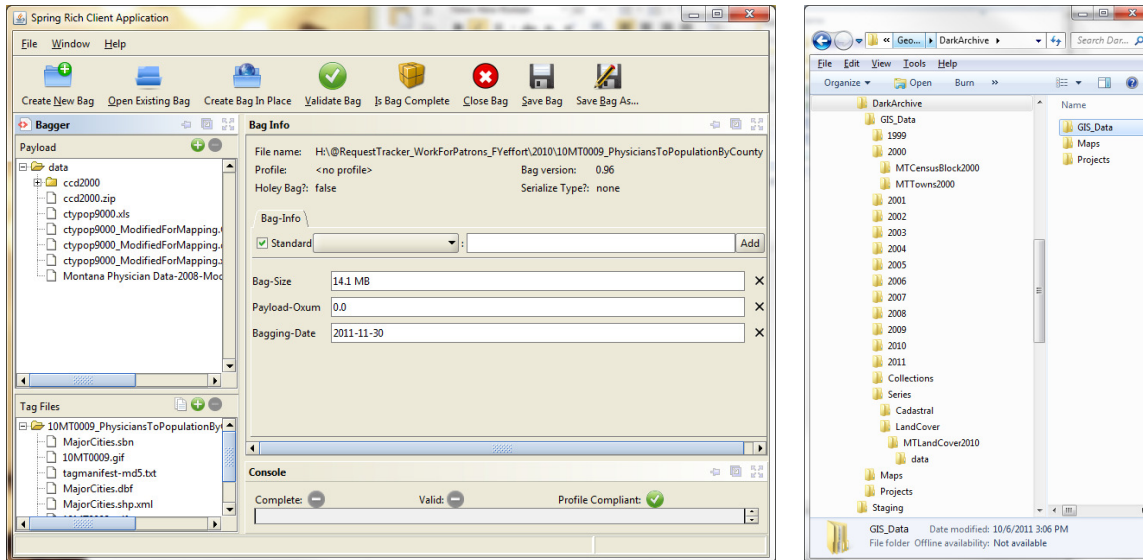 Spring Rich Client Application
File Window Help
Create New Bag Open Existing Bag Create Bag In Place Validate Bag Is Bag Complete Close Bag Save Bag Save Bag As...
Bagger
Payload
data
ccd2000
ccd2000.zip
ctypop9000.xls
ctypop9000_ModifiedForMapping.
ctypop9000_ModifiedForMapping.
ctypop9000_ModifiedForMapping.
Montana Physician Data-2008-Moc
Tag Files
10MT0009_PhysiciansToPopulationBy
MajorCities.sbn
10MT0009.gif
tagmanifest-md5.txt
MajorCities.dbf
MajorCities.shp.xml
Bag Info
File name: H:\@RequestTracker_WorkForPatrons_FYeffort\2010\10MT0009_PhysiciansToPopulationByCounty
Profile: <no profile> Bag version: 0.96
Holey Bag?: false Serialize Type?: none
Bag-Info
Standard : Add
Bag-Size 14.1 MB
Payload-Oxum 0.0
Bagging-Date 2011-11-30
Console
Complete: Valid: Profile Compliant:
« Geo... DarkArchive Search Dar...
File Edit View Tools Help
Organize Open Burn »
DarkArchive
GIS_Data
1999
2000
MTCensusBlock2000
MTTowns2000
2001
2002
2003
2004
2005
2006
2007
2008
2009
2010
2011
Collections
Series
Cadastral
LandCover
MTLandCover2010
data
Maps
Projects
Staging
Name
GIS_Data
Maps
Projects
GIS_Data Date modified: 10/6/2011 3:06 PM
File folder Offline availability: Not available